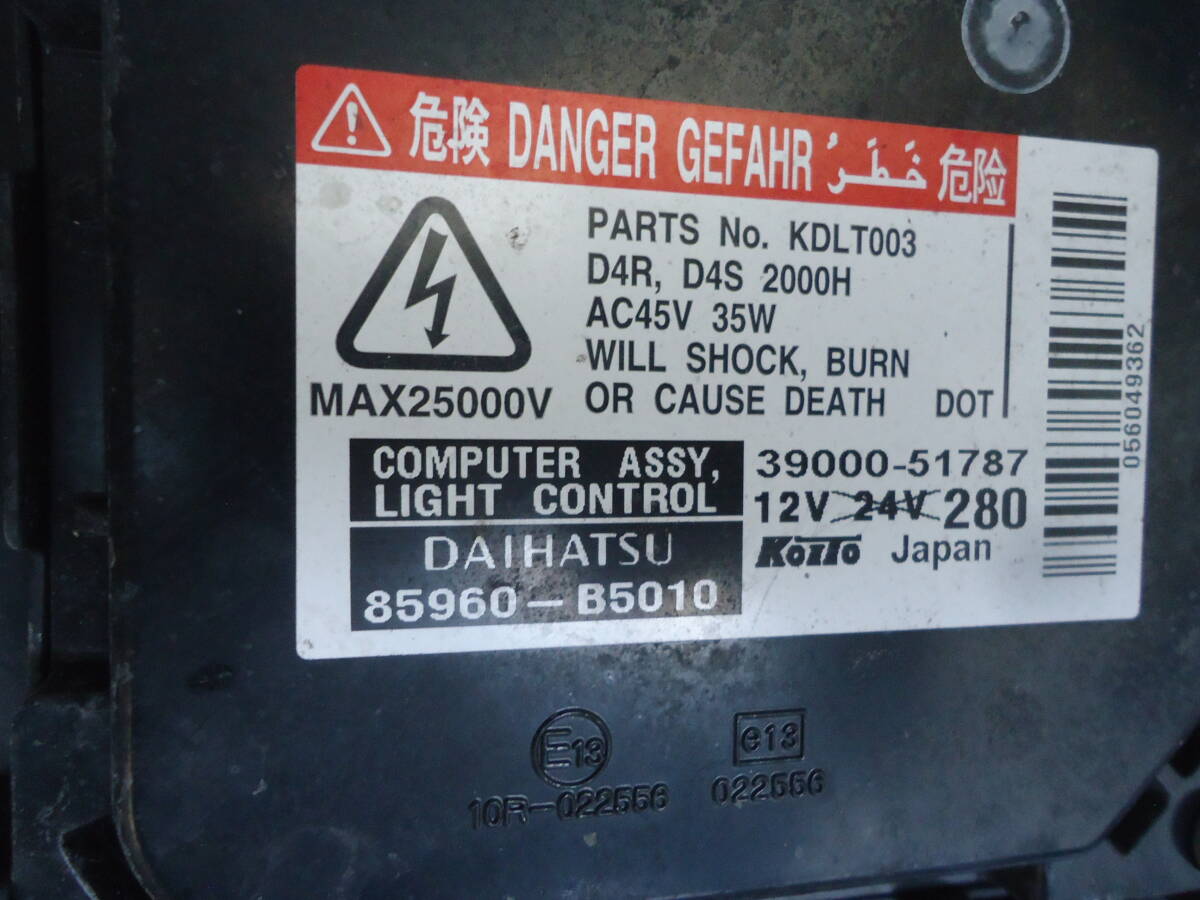 危険 DANGER GEFAHR خَطَرُ 危险
PARTS No. KDLT003
D4R, D4S 2000H
AC45V 35W
WILL SHOCK, BURN
OR CAUSE DEATH DOT
MAX25000V
COMPUTER ASSY,
LIGHT CONTROL
DAIHATSU
85960-B5010
39000-51787
12V 24V 280
KOITO Japan
056049362
E13
10R-022556
e13
022556